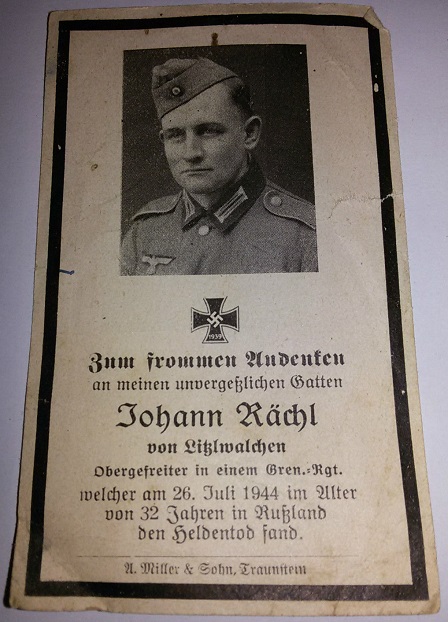 1939
Zum frommen Andenken
an meinen unvergeßlichen Gatten
Johann Rächl
von Litzlwalchen
Obergefreiter in einem Gren.-Rgt.
welcher am 26. Juli 1944 im Alter
von 32 Jahren in Rußland
den Heldentod fand.
A. Miller & Sohn, Traunstein